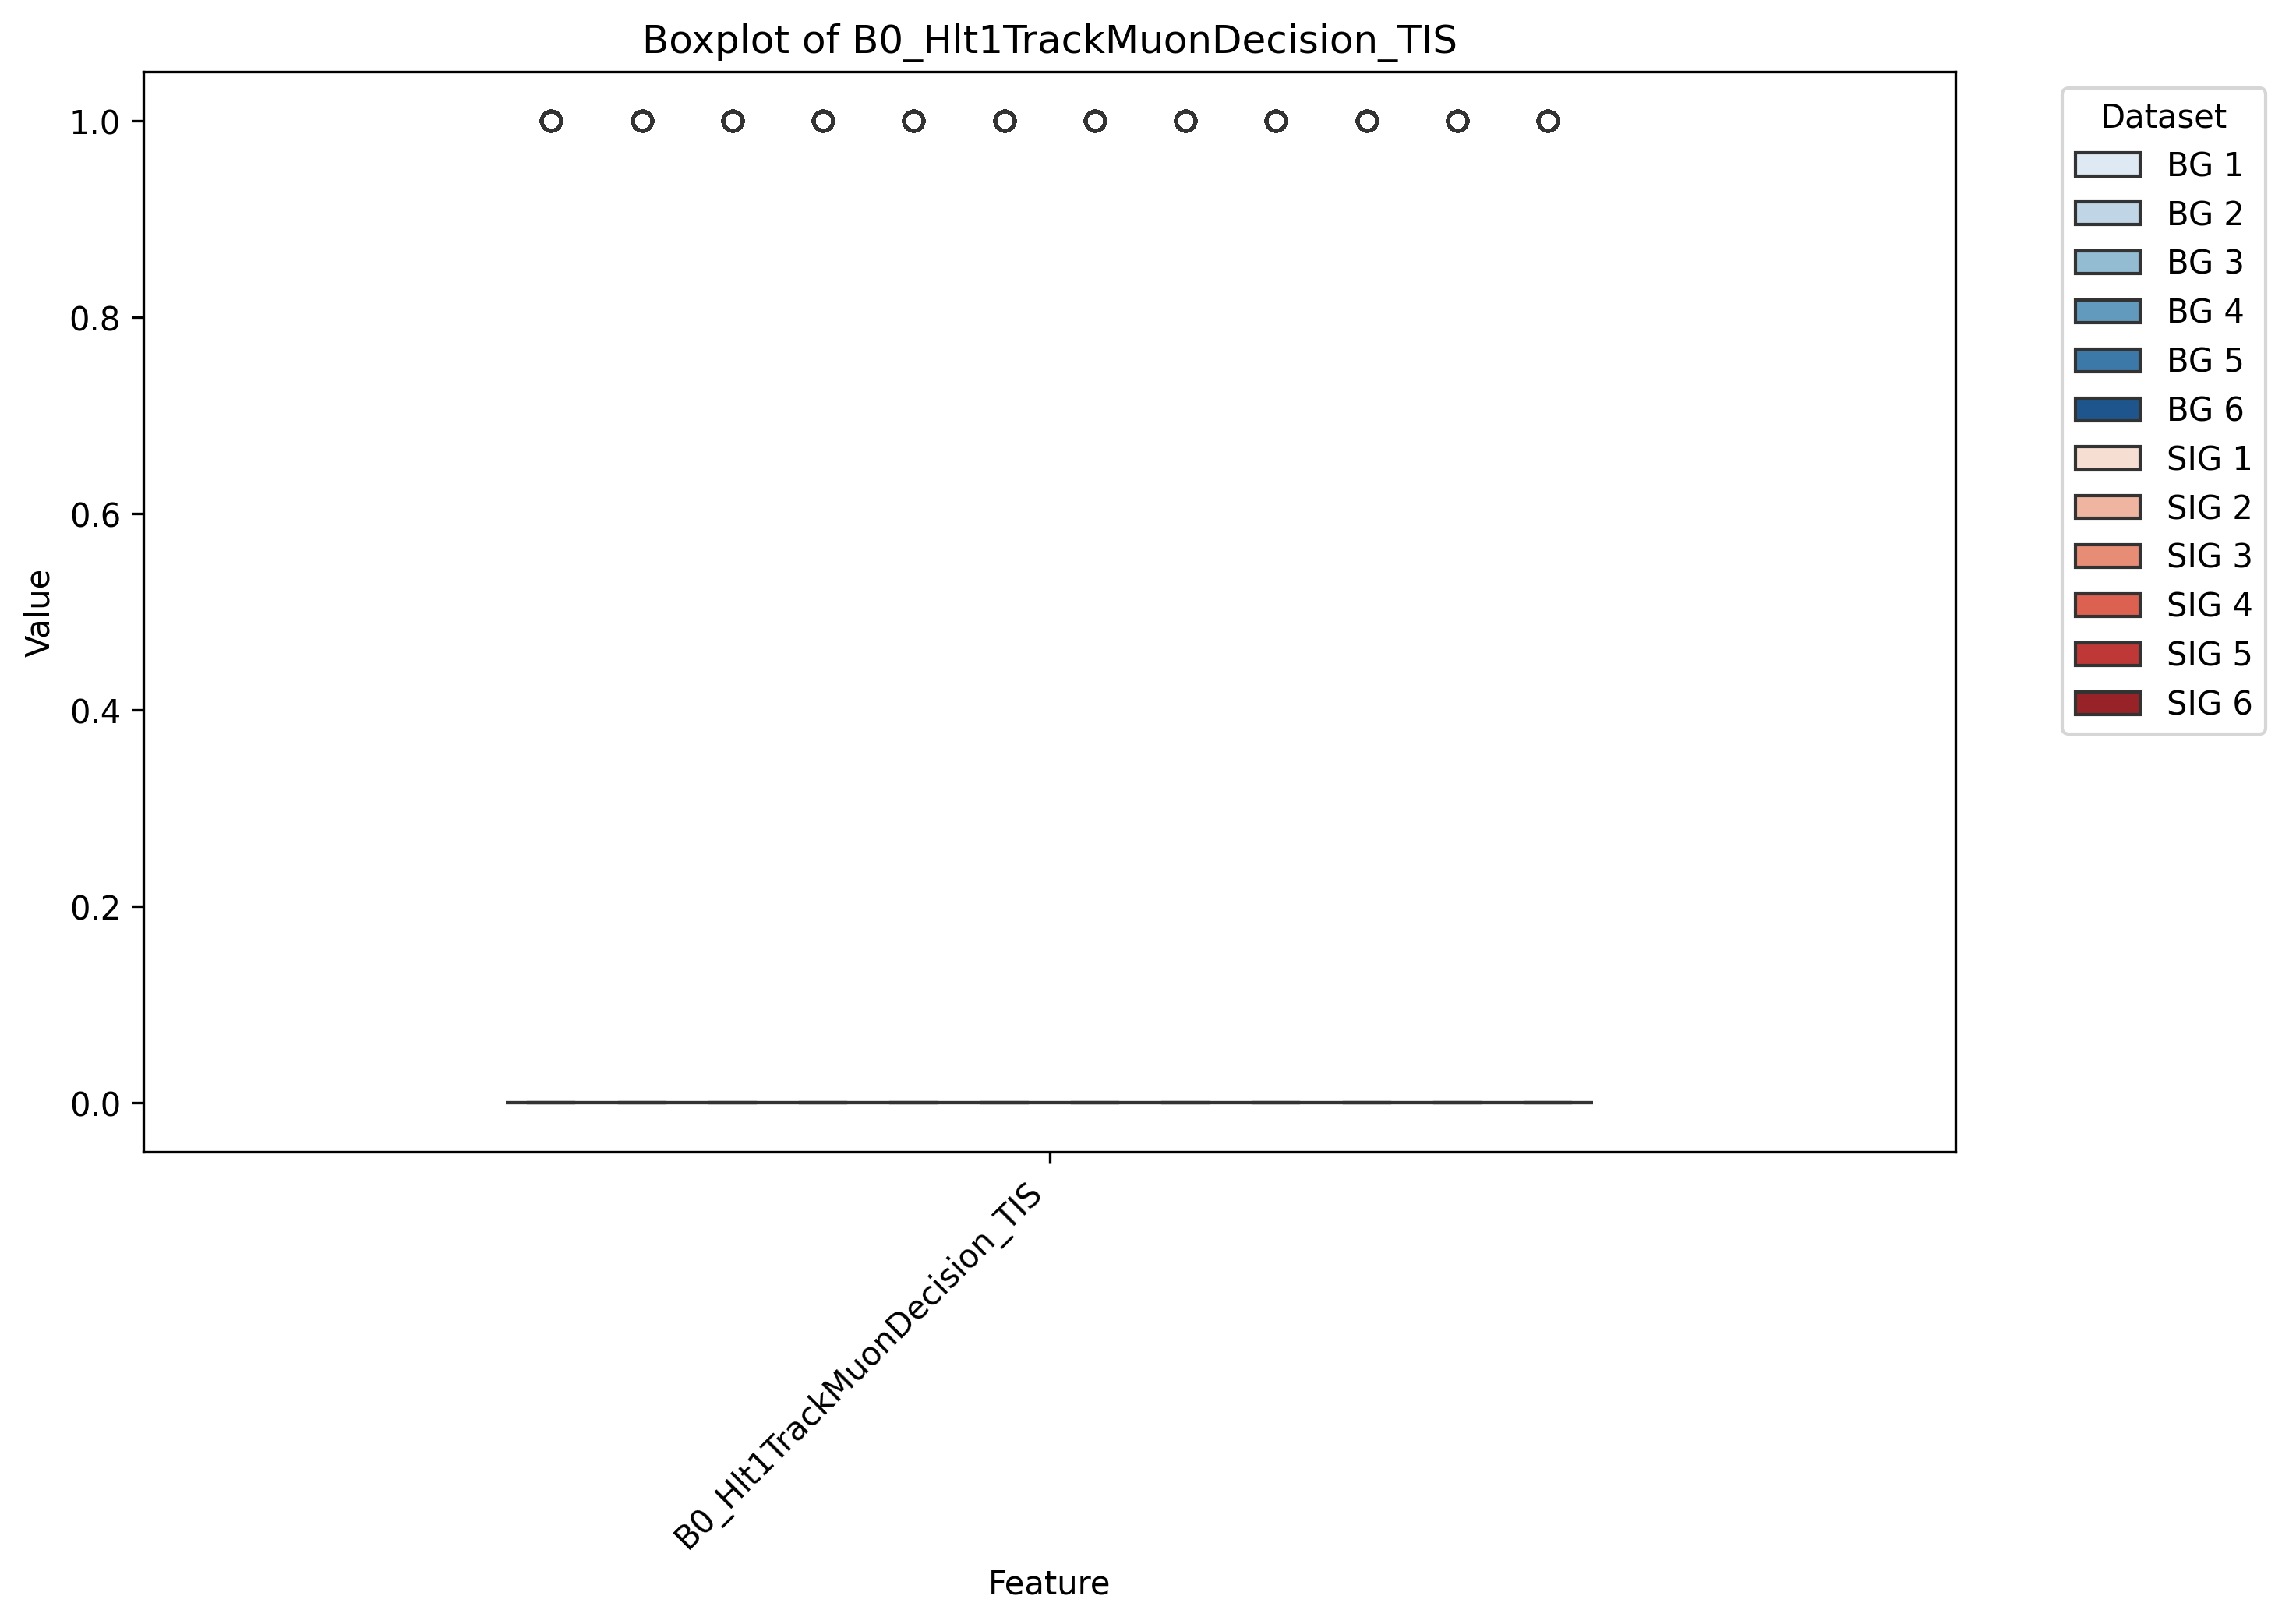 Boxplot of B0_Hlt1TrackMuonDecision_TIS
1.0
0.8
0.6
0.4
0.2
0.0
Value
B0_Hlt1TrackMuonDecision_TIS
Feature
Dataset
BG 1
BG 2
BG 3
BG 4
BG 5
BG 6
SIG 1
SIG 2
SIG 3
SIG 4
SIG 5
SIG 6